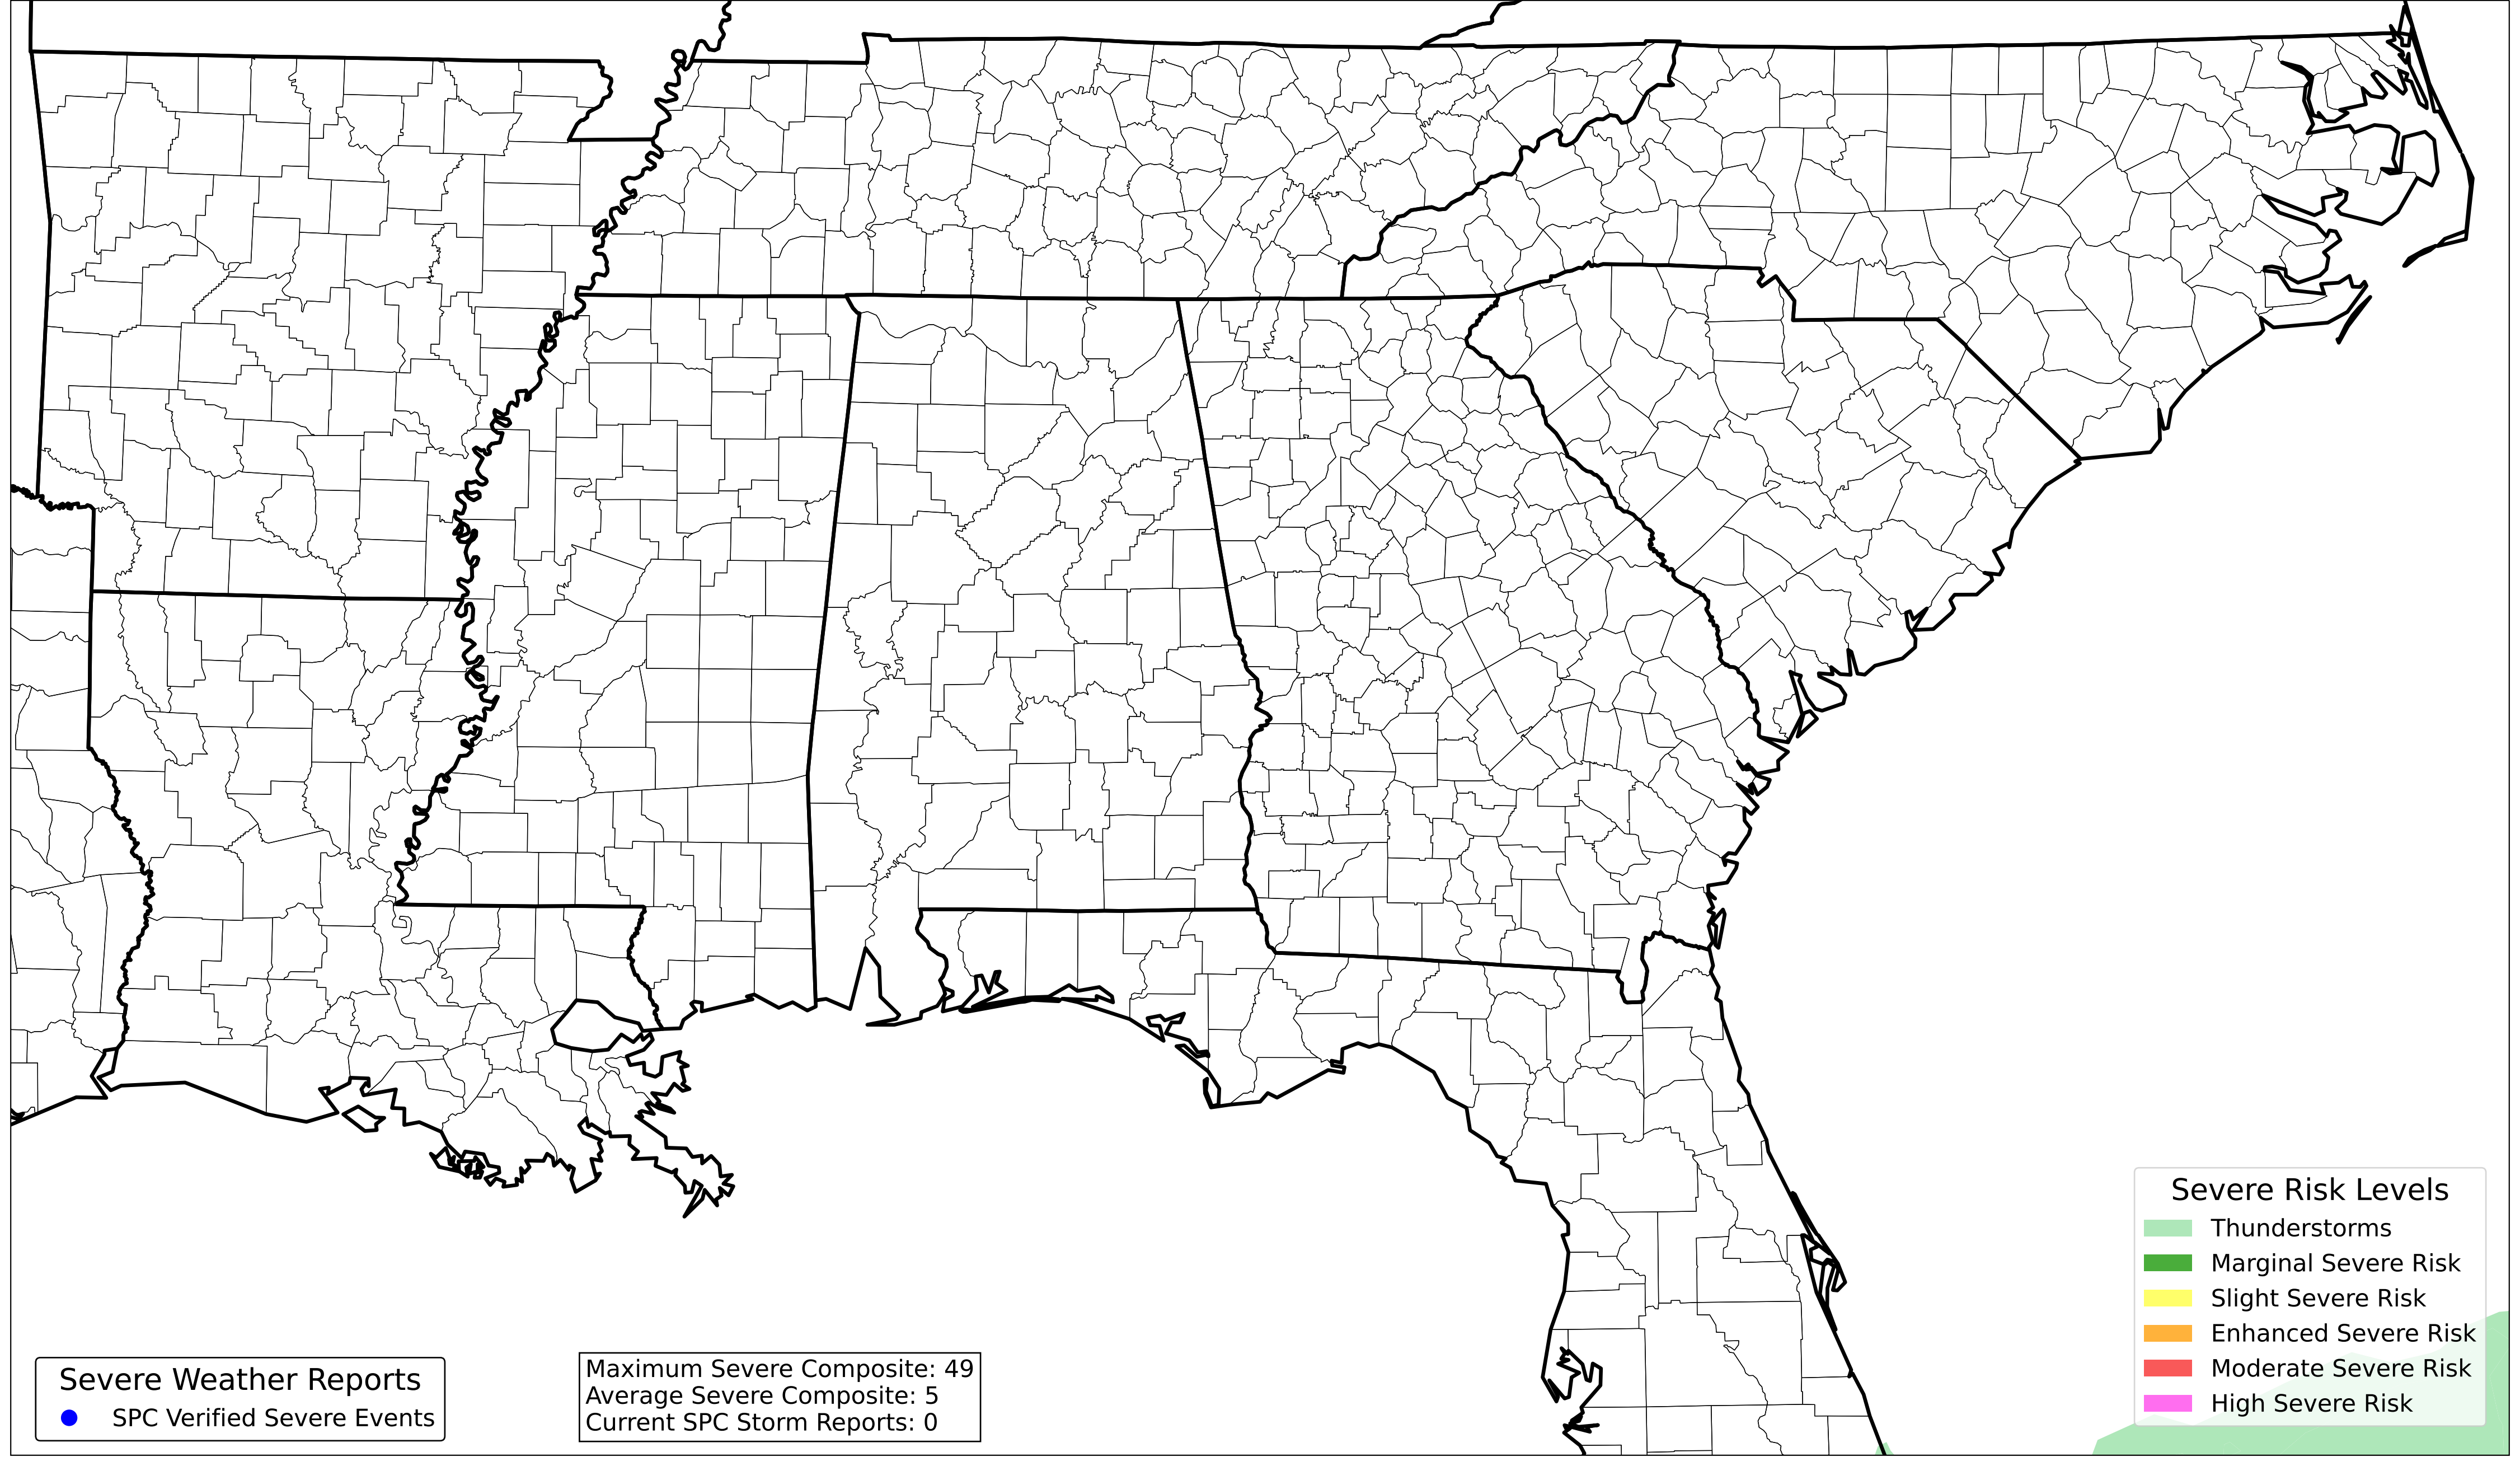 Severe Risk Levels
Thunderstorms
Marginal Severe Risk
Slight Severe Risk
Enhanced Severe Risk
Moderate Severe Risk
High Severe Risk
Severe Weather Reports
SPC Verified Severe Events
Maximum Severe Composite: 49
Average Severe Composite: 5
Current SPC Storm Reports: 0